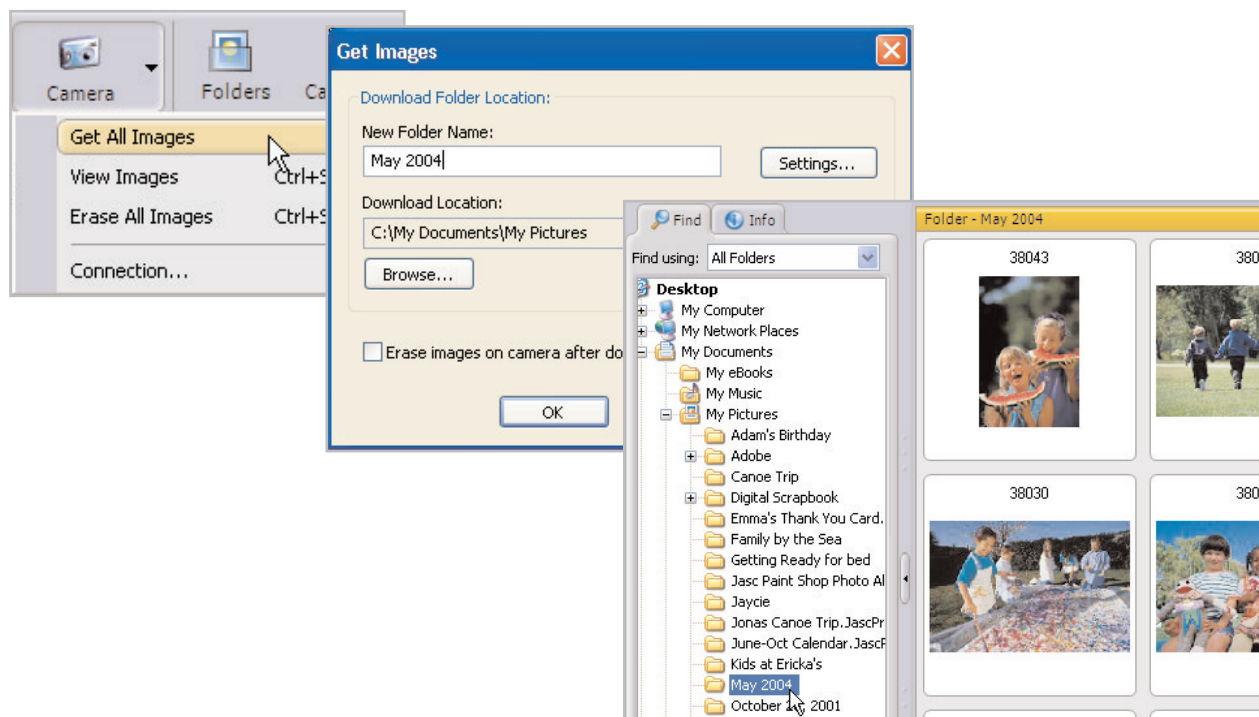 Camera
Folders
Get All Images
View Images
Erase All Images
Connection...
Get Images
Download Folder Location:
New Folder Name:
May 2004
Settings...
Download Location:
C:\My Documents\My Pictures
Browse...
Erase images on camera after
OK
Find
Info
Find using:
All Folders
Desktop
My Computer
My Network Places
My Documents
My eBooks
My Music
My Pictures
Adam's Birthday
Adobe
Canoe Trip
Digital Scrapbook
Emma's Thank You Card.
Family by the Sea
Getting Ready for bed
Jasc Paint Shop Photo Al
Jaycie
Jonas Canoe Trip.JascPr
June-Oct Calendar.JascP
Kids at Ericka's
May 2004
October 2001
Folder - May 2004
38043
38030